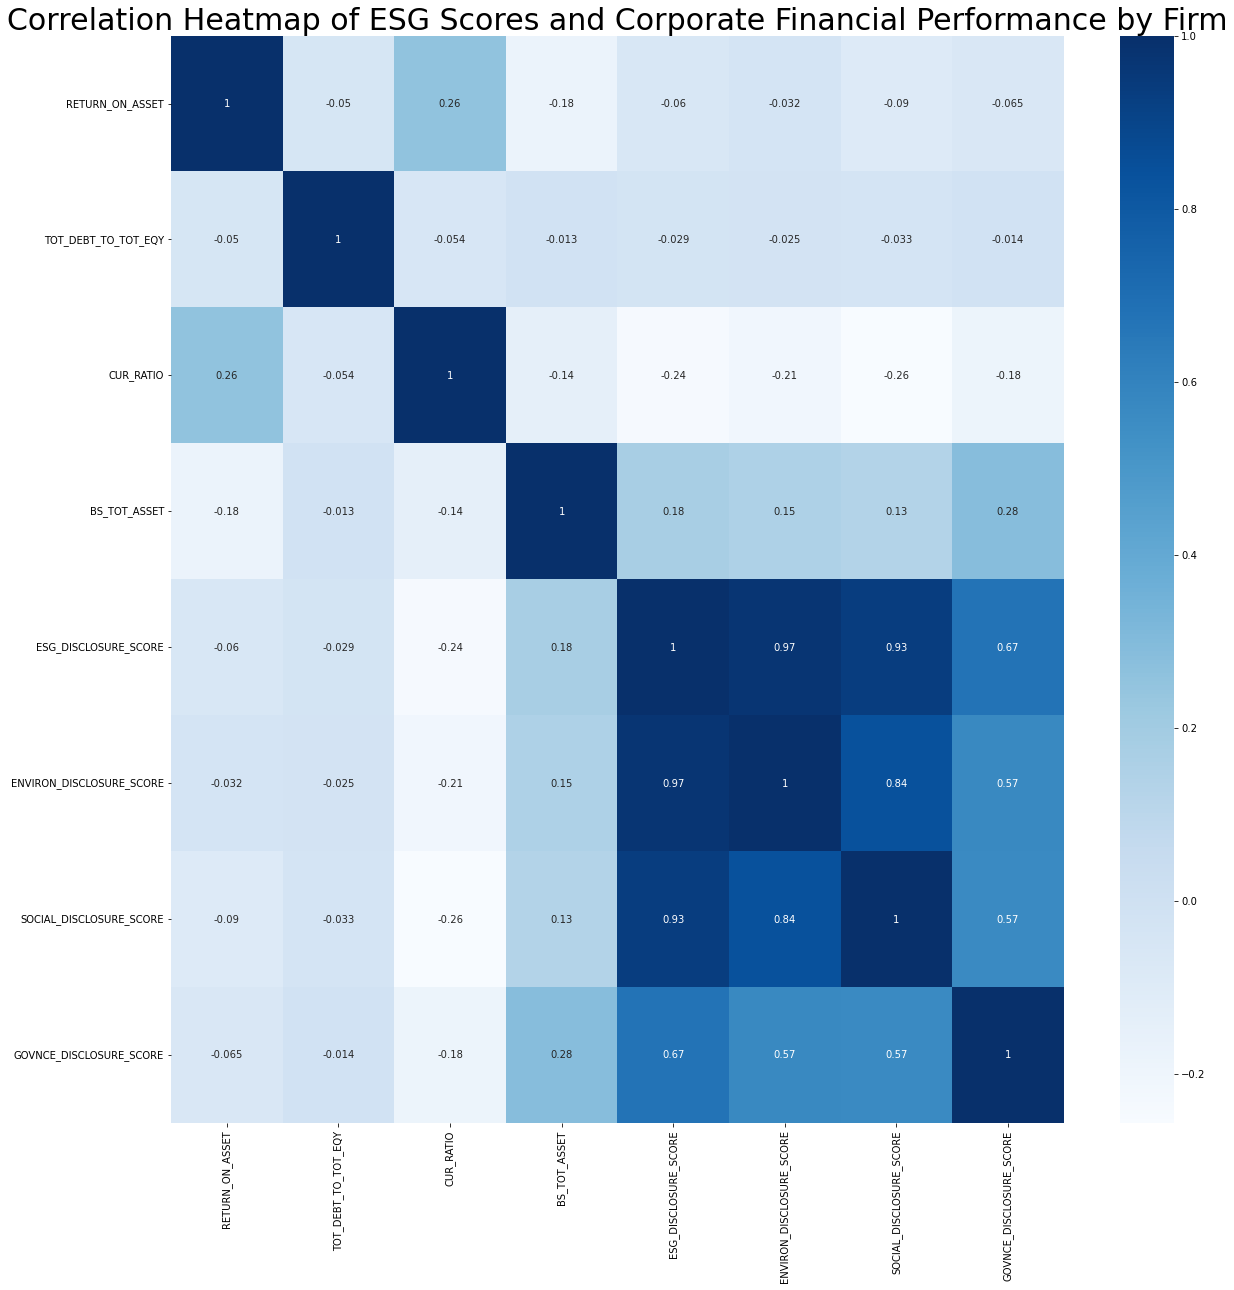 Correlation Heatmap of ESG Scores and Corporate Financial Performance by Firm
RETURN_ON_ASSET 1 -0.05 0.26 -0.18 -0.06 -0.032 -0.09 -0.065
TOT_DEBT_TO_TOT_EQY -0.05 1 -0.054 -0.013 -0.029 -0.025 -0.033 -0.014
CUR_RATIO 0.26 -0.054 1 -0.14 -0.24 -0.21 -0.26 -0.18
BS_TOT_ASSET -0.18 -0.013 -0.14 1 0.18 0.15 0.13 0.28
ESG_DISCLOSURE_SCORE -0.06 -0.029 -0.24 0.18 1 0.97 0.93 0.67
ENVIRON_DISCLOSURE_SCORE -0.032 -0.025 -0.21 0.15 0.97 1 0.84 0.57
SOCIAL_DISCLOSURE_SCORE -0.09 -0.033 -0.26 0.13 0.93 0.84 1 0.57
GOVNCE_DISCLOSURE_SCORE -0.065 -0.014 -0.18 0.28 0.67 0.57 0.57 1
RETURN_ON_ASSET
TOT_DEBT_TO_TOT_EQY
CUR_RATIO
BS_TOT_ASSET
ESG_DISCLOSURE_SCORE
ENVIRON_DISCLOSURE_SCORE
SOCIAL_DISCLOSURE_SCORE
GOVNCE_DISCLOSURE_SCORE
1.0
0.8
0.6
0.4
0.2
0.0
−0.2